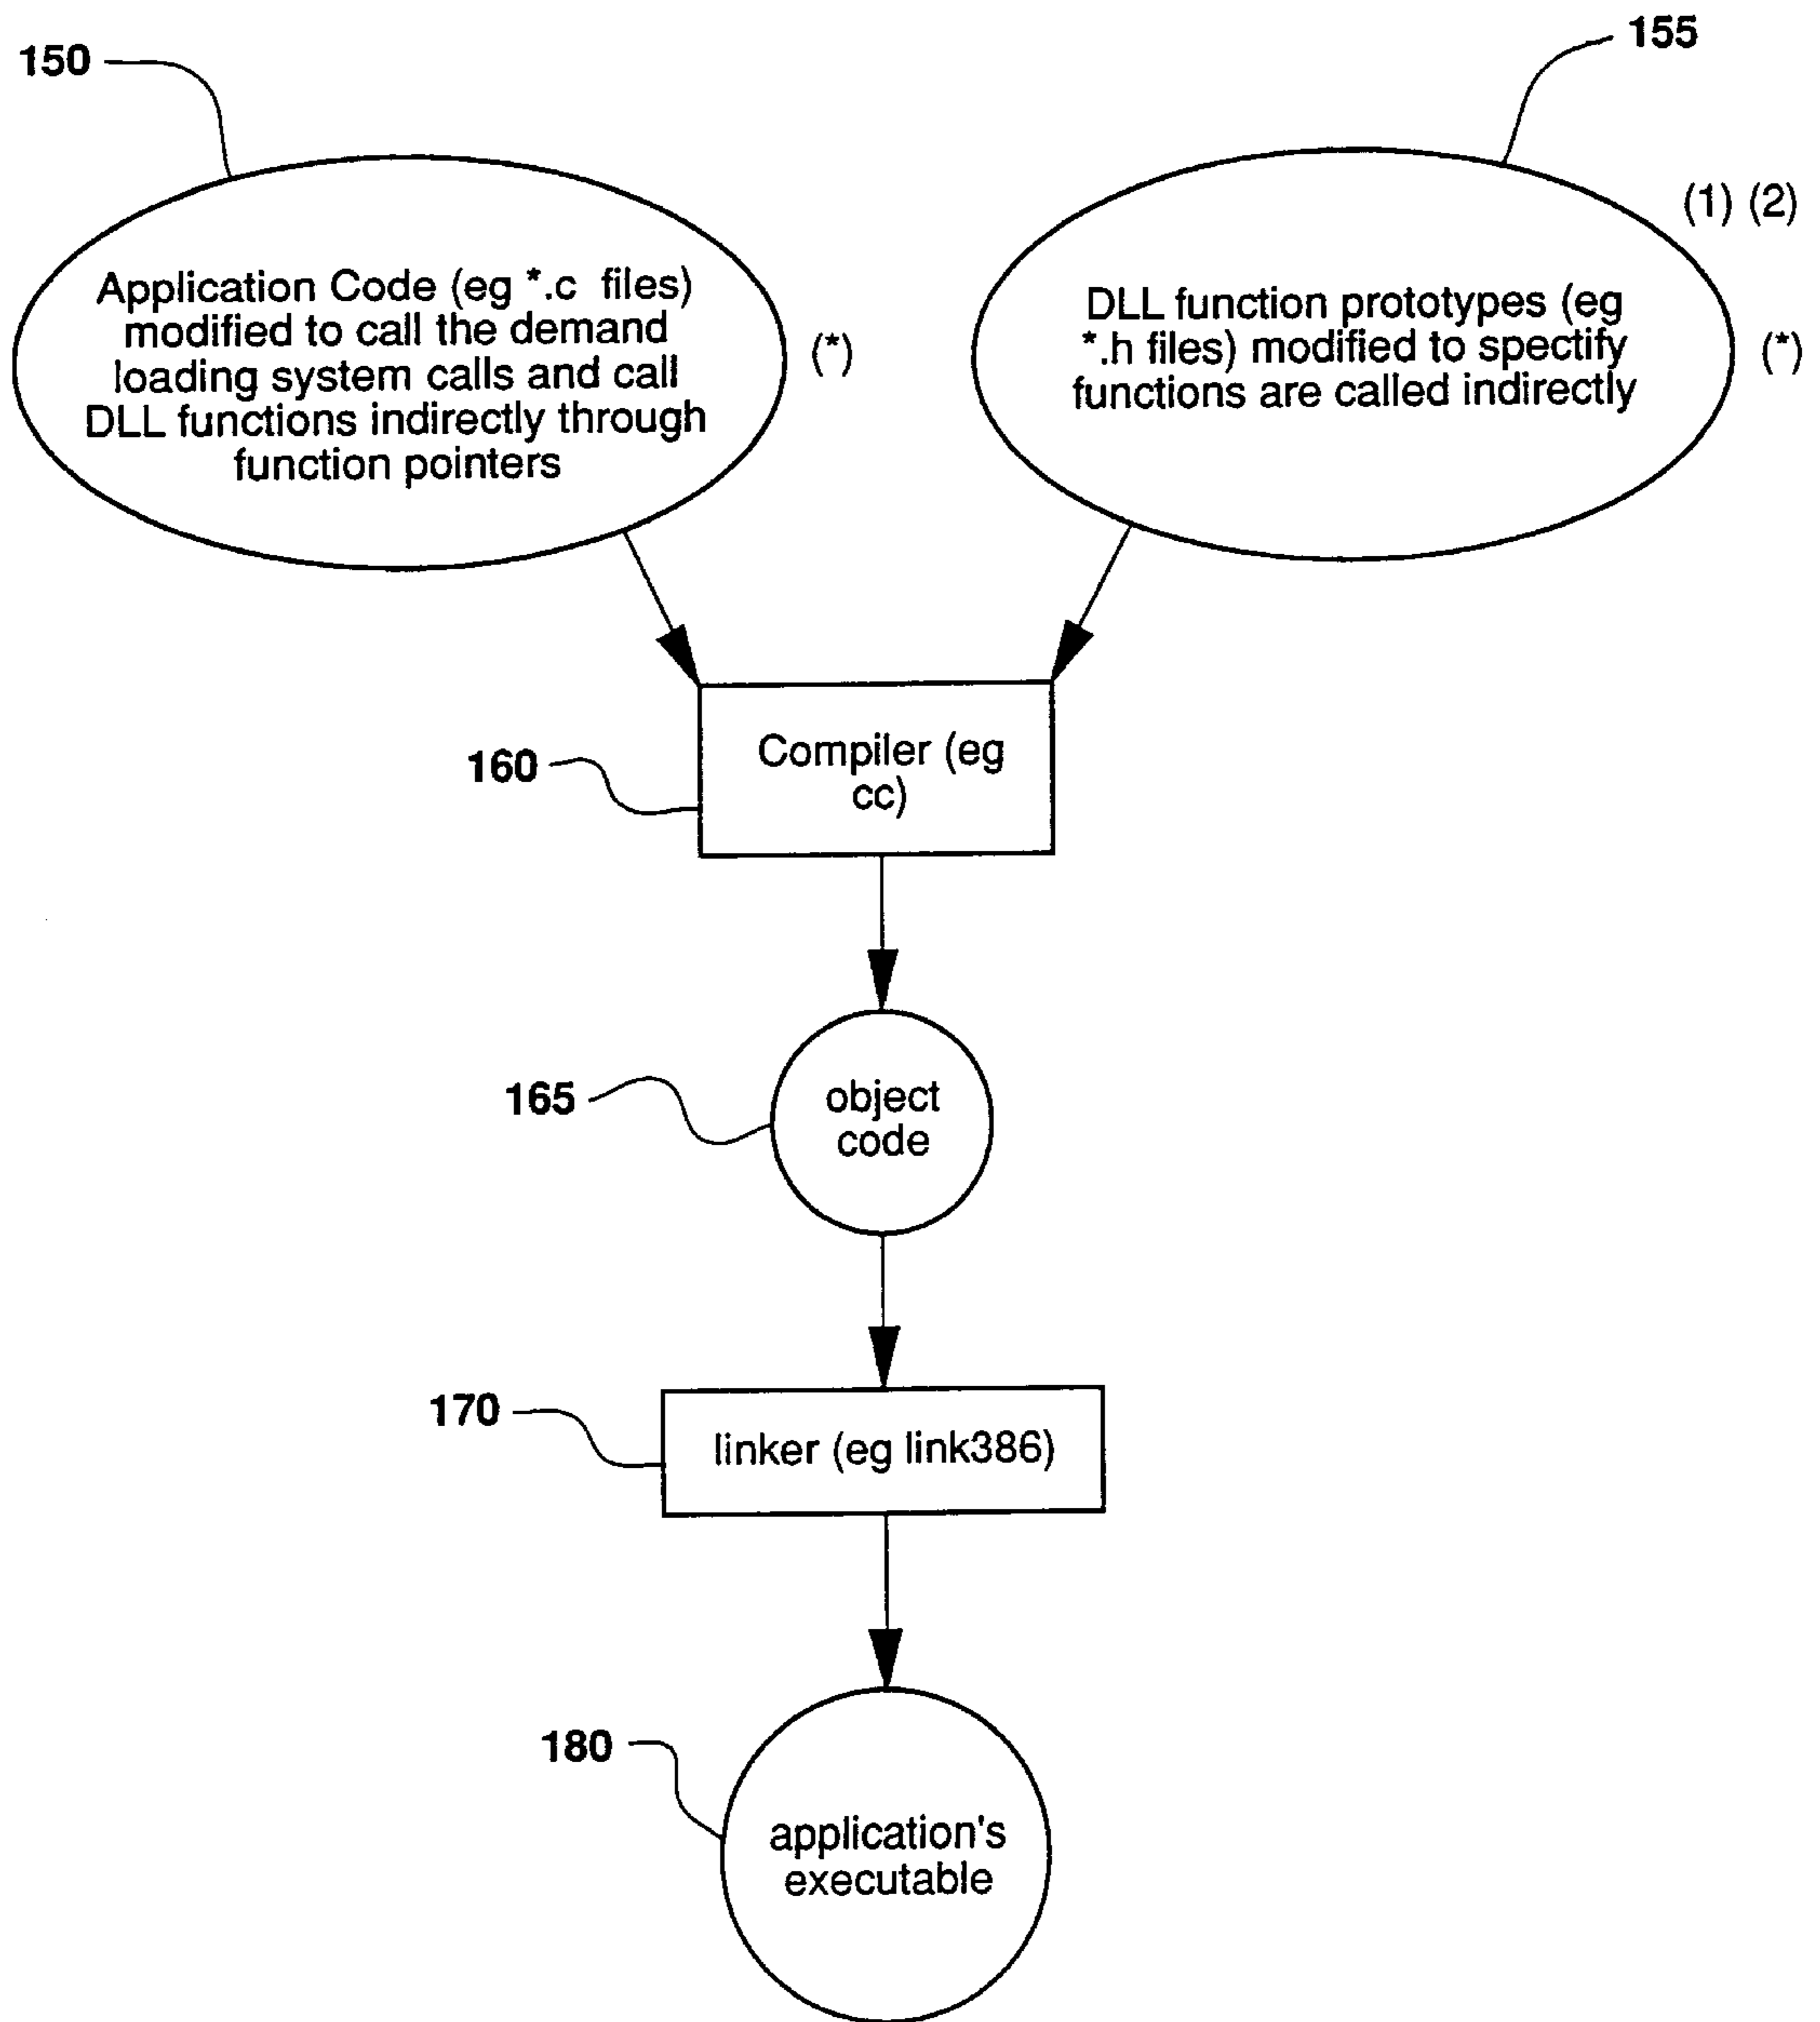 150
155
(1) (2)
Application Code (eg *.c files)
modified to call the demand
loading system calls and call
DLL functions indirectly through
function pointers
(*)
DLL function prototypes (eg
*.h files) modified to spectify
functions are called indirectly
(*)
160
Compiler (eg
cc)
165
object
code
170
linker (eg link386)
180
application's
executable